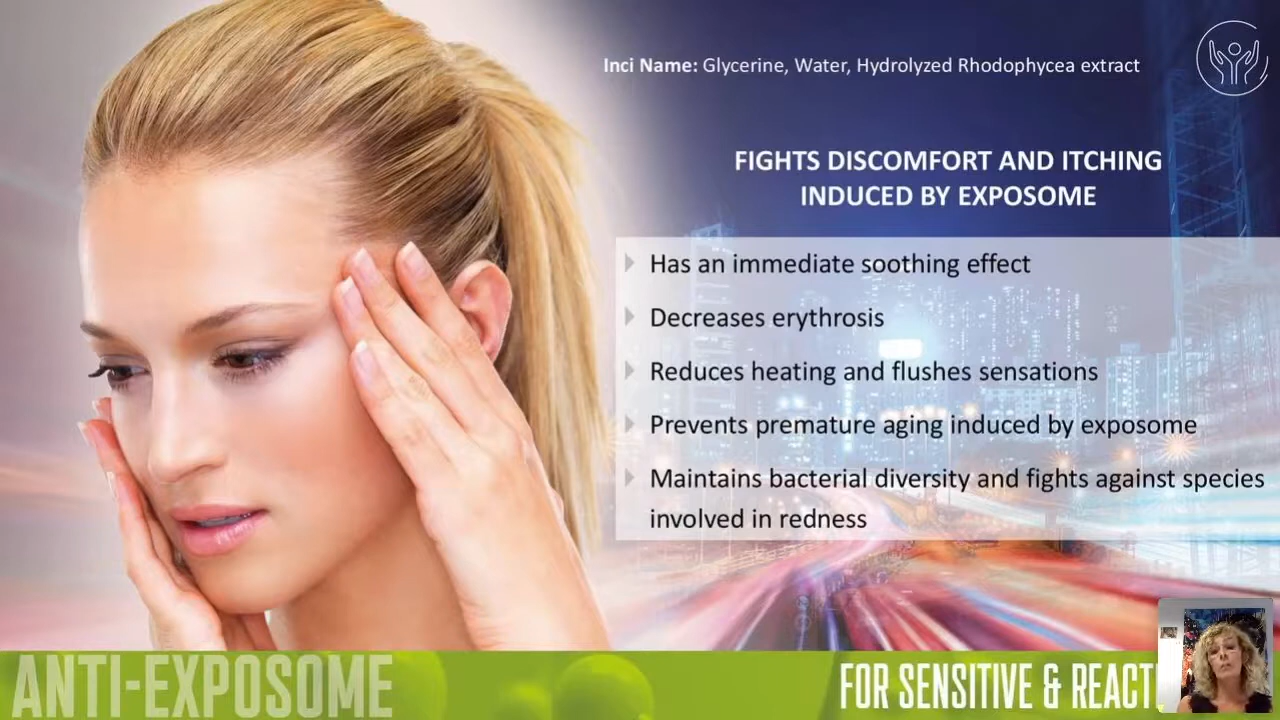 Inci Name: Glycerine, Water, Hydrolyzed Rhodophycea extract
FIGHTS DISCOMFORT AND ITCHING
INDUCED BY EXPOSOME
Has an immediate soothing effect
Decreases erythrosis
Reduces heating and flushes sensations
Prevents premature aging induced by exposome
Maintains bacterial diversity and fights against species
involved in redness
ANTI-EXPOSOME
FOR SENSITIVE & REACT